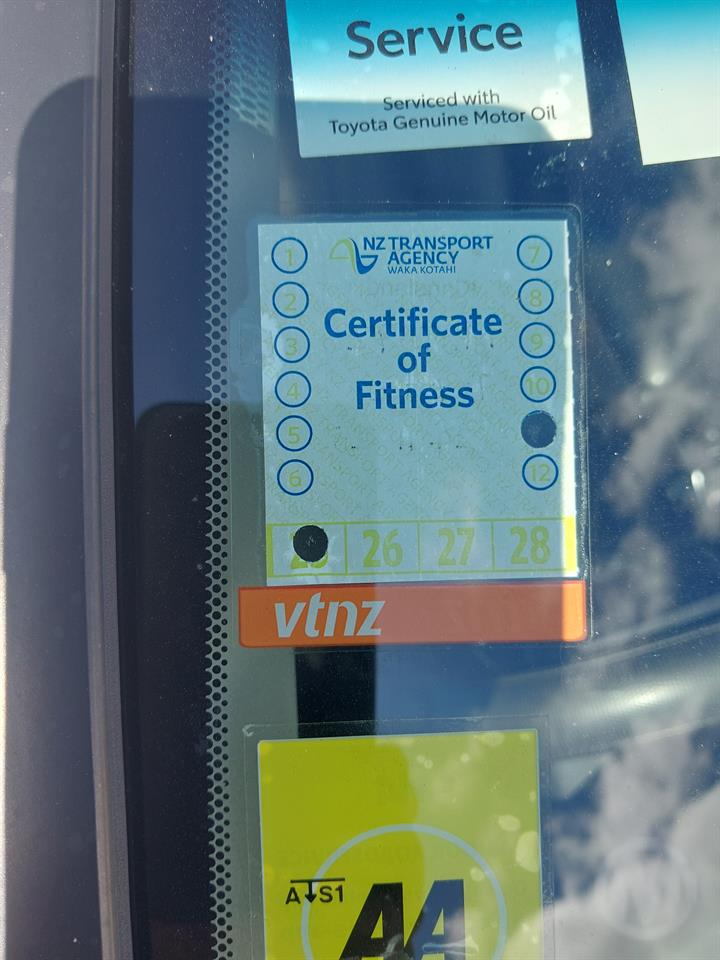 Service
Serviced with
Toyota Genuine Motor Oil
NZ TRANSPORT
AGENCY
WAKA KOTAHI
1
7
2
8
Certificate
of
Fitness
3
9
4
10
5
6
12
26 27 28
vtnz
A S1
AA